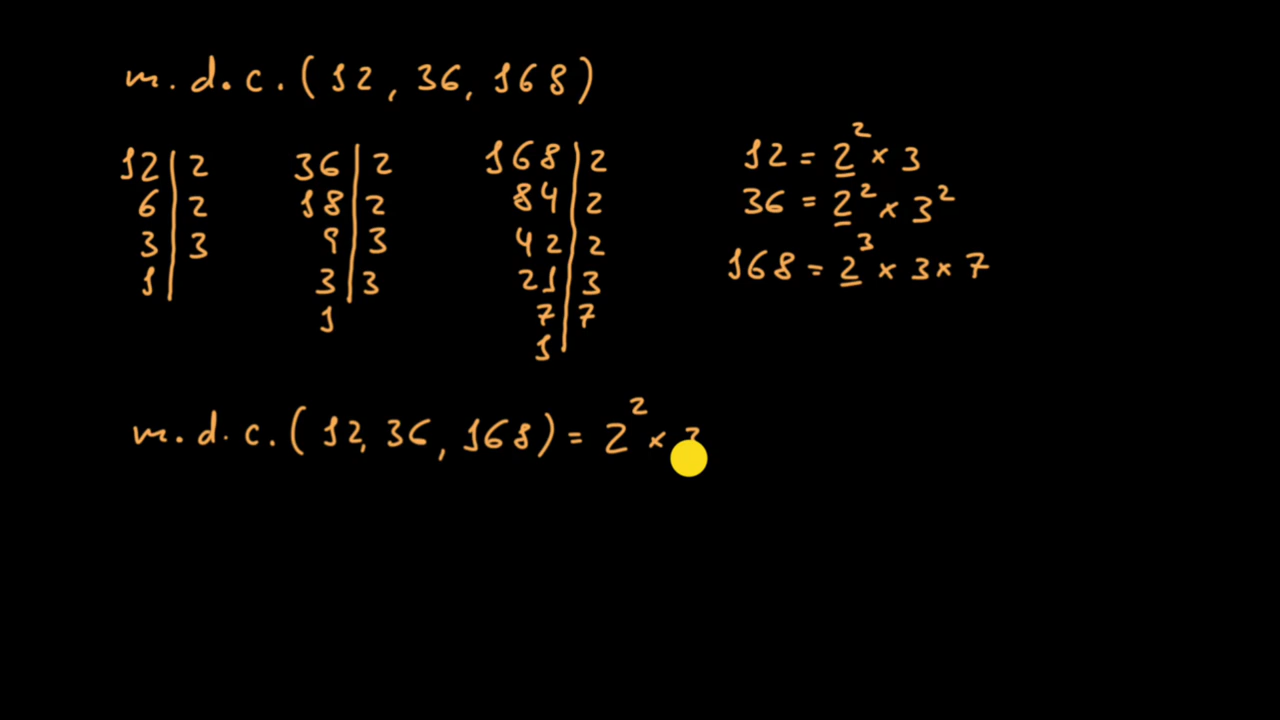 m.d.c.(12, 36, 168)
12 | 2
6 | 2
3 | 3
1 |
36 | 2
18 | 2
9 | 3
3 | 3
1
168 | 2
84 | 2
42 | 2
21 | 3
7 | 7
1
12 = 2² × 3
36 = 2² × 3²
168 = 2³ × 3 × 7
m.d.c.(12, 36, 168) = 2² ×